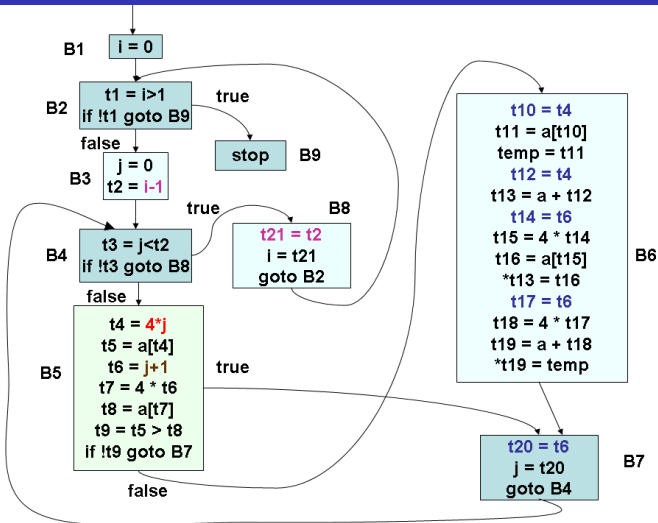 B1
i = 0
B2
t1 = i>1
if !t1 goto B9
true
false
stop
B9
B3
j = 0
t2 = i-1
true
B8
B4
t3 = j<t2
if !t3 goto B8
t21 = t2
i = t21
goto B2
false
B5
t4 = 4*j
t5 = a[t4]
t6 = j+1
t7 = 4 * t6
t8 = a[t7]
t9 = t5 > t8
if !t9 goto B7
true
false
t10 = t4
t11 = a[t10]
temp = t11
t12 = t4
t13 = a + t12
t14 = t6
t15 = 4 * t14
t16 = a[t15]
*t13 = t16
t17 = t6
t18 = 4 * t17
t19 = a + t18
*t19 = temp
B6
t20 = t6
j = t20
goto B4
B7